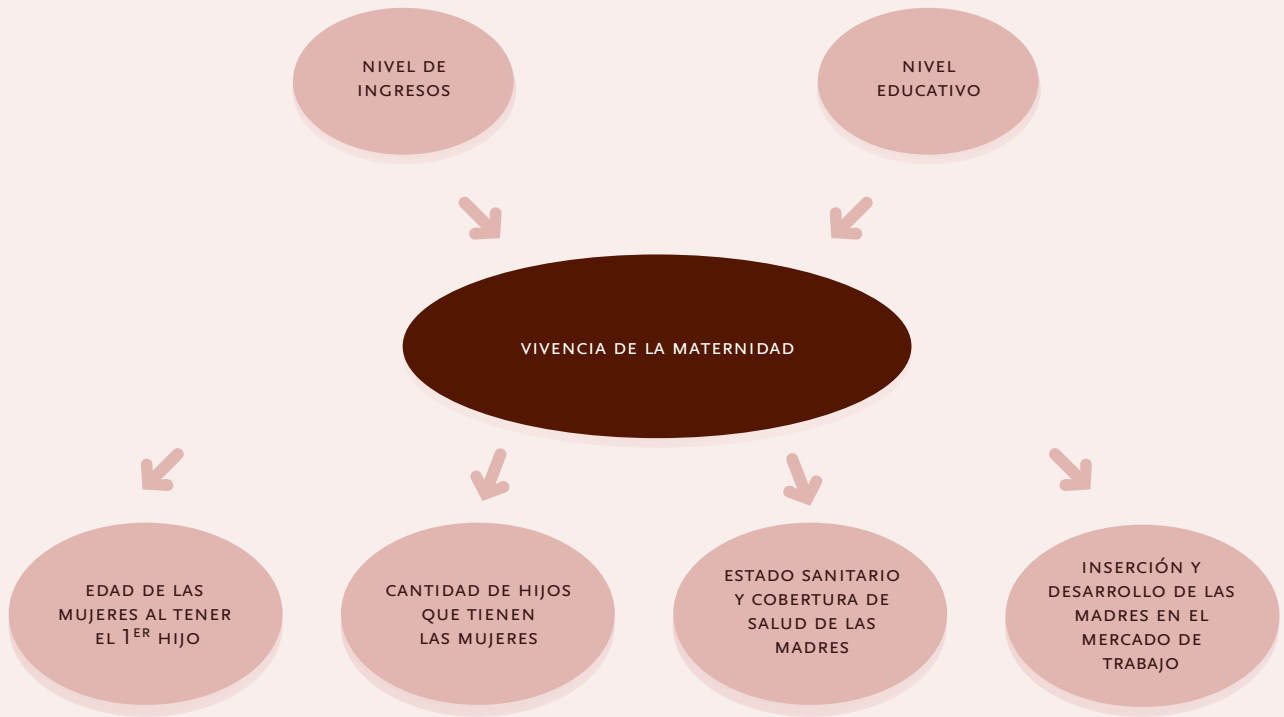 NIVEL DE
INGRESOS
NIVEL
EDUCATIVO
VIVENCIA DE LA MATERNIDAD
EDAD DE LAS
MUJERES AL TENER
EL 1ER HIJO
CANTIDAD DE HIJOS
QUE TIENEN
LAS MUJERES
ESTADO SANITARIO
Y COBERTURA DE
SALUD DE LAS
MADRES
INSERCIÓN Y
DESARROLLO DE LAS
MADRES EN EL
MERCADO DE
TRABAJO